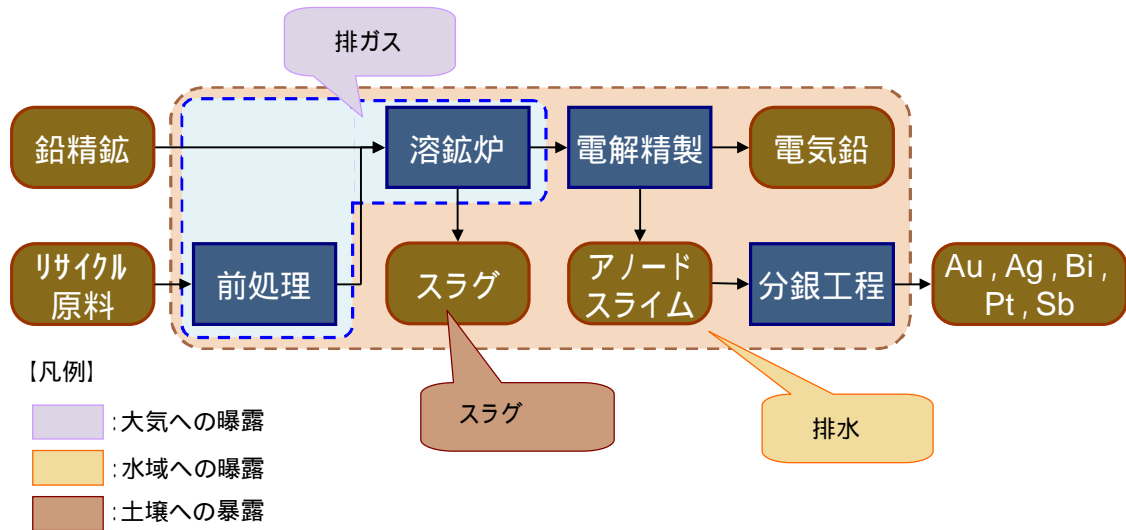 排ガス
鉛精鉱
溶鉱炉
電解精製
電気鉛
リサイクル
原料
前処理
スラグ
アノード
スライム
分銀工程
Au , Ag , Bi ,
Pt , Sb
【凡例】
スラグ
排水
:大気への曝露
:水域への曝露
:土壌への暴露